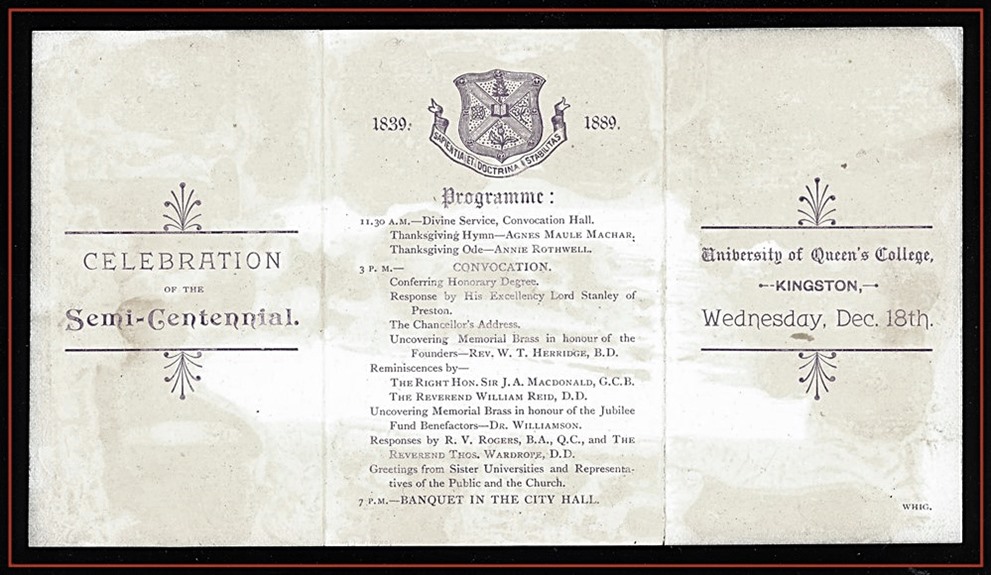 CELEBRATION
OF THE
Semi-Centennial.
1839.
1889.
SAPIENTIA ET DOCTRINA STABILITAS
Programme:
11.30 A.M.—Divine Service, Convocation Hall.
Thanksgiving Hymn—AGNES MAULE MACHAR.
Thanksgiving Ode—ANNIE ROTHWELL.
3 P. M.— CONVOCATION.
Conferring Honorary Degree.
Response by His Excellency Lord Stanley of
Preston.
The Chancellor's Address.
Uncovering Memorial Brass in honour of the
Founders—REV. W. T. HERRIDGE, B.D.
Reminiscences by—
THE RIGHT HON. SIR J. A. MACDONALD, G.C.B.
THE REVEREND WILLIAM REID, D.D.
Uncovering Memorial Brass in honour of the Jubilee
Fund Benefactors—DR. WILLIAMSON.
Responses by R. V. ROGERS, B.A., Q.C., and THE
REVEREND THOS. WARDROPE, D.D.
Greetings from Sister Universities and Representa-
tives of the Public and the Church.
7 P.M.—BANQUET IN THE CITY HALL.
University of Queen's College,
KINGSTON,
Wednesday, Dec. 18th.
WHIG.